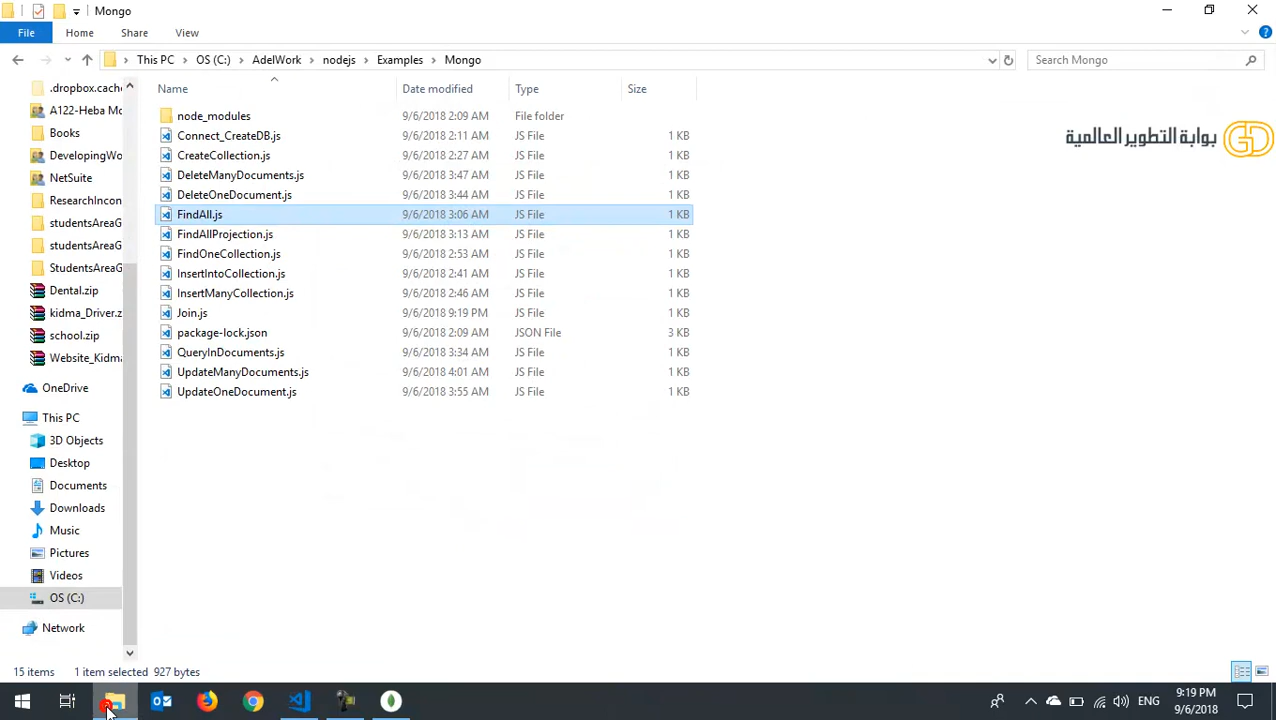 Mongo
File
Home
Share
View
This PC
OS (C:)
AdelWork
nodejs
Examples
Mongo
Search Mongo
.dropbox.cache
A122-Heba Mo
Books
DevelopingWo
NetSuite
ResearchIncon
studentsAreaG
studentsAreaG
StudentsAreaG
Dental.zip
kidma_Driver.z
school.zip
Website_Kidma
OneDrive
This PC
3D Objects
Desktop
Documents
Downloads
Music
Pictures
Videos
OS (C:)
Network
Name Date modified Type Size
node_modules 9/6/2018 2:09 AM File folder
Connect_CreateDB.js 9/6/2018 2:11 AM JS File 1 KB
CreateCollection.js 9/6/2018 2:27 AM JS File 1 KB
DeleteManyDocuments.js 9/6/2018 3:47 AM JS File 1 KB
DeleteOneDocument.js 9/6/2018 3:44 AM JS File 1 KB
FindAll.js 9/6/2018 3:06 AM JS File 1 KB
FindAllProjection.js 9/6/2018 3:13 AM JS File 1 KB
FindOneCollection.js 9/6/2018 2:53 AM JS File 1 KB
InsertIntoCollection.js 9/6/2018 2:41 AM JS File 1 KB
InsertManyCollection.js 9/6/2018 2:46 AM JS File 1 KB
Join.js 9/6/2018 9:19 PM JS File 1 KB
package-lock.json 9/6/2018 2:09 AM JSON File 3 KB
QueryInDocuments.js 9/6/2018 3:34 AM JS File 1 KB
UpdateManyDocuments.js 9/6/2018 4:01 AM JS File 1 KB
UpdateOneDocument.js 9/6/2018 3:55 AM JS File 1 KB
بوابة التطوير العالمية
15 items 1 item selected 927 bytes
ENG
9:19 PM
9/6/2018